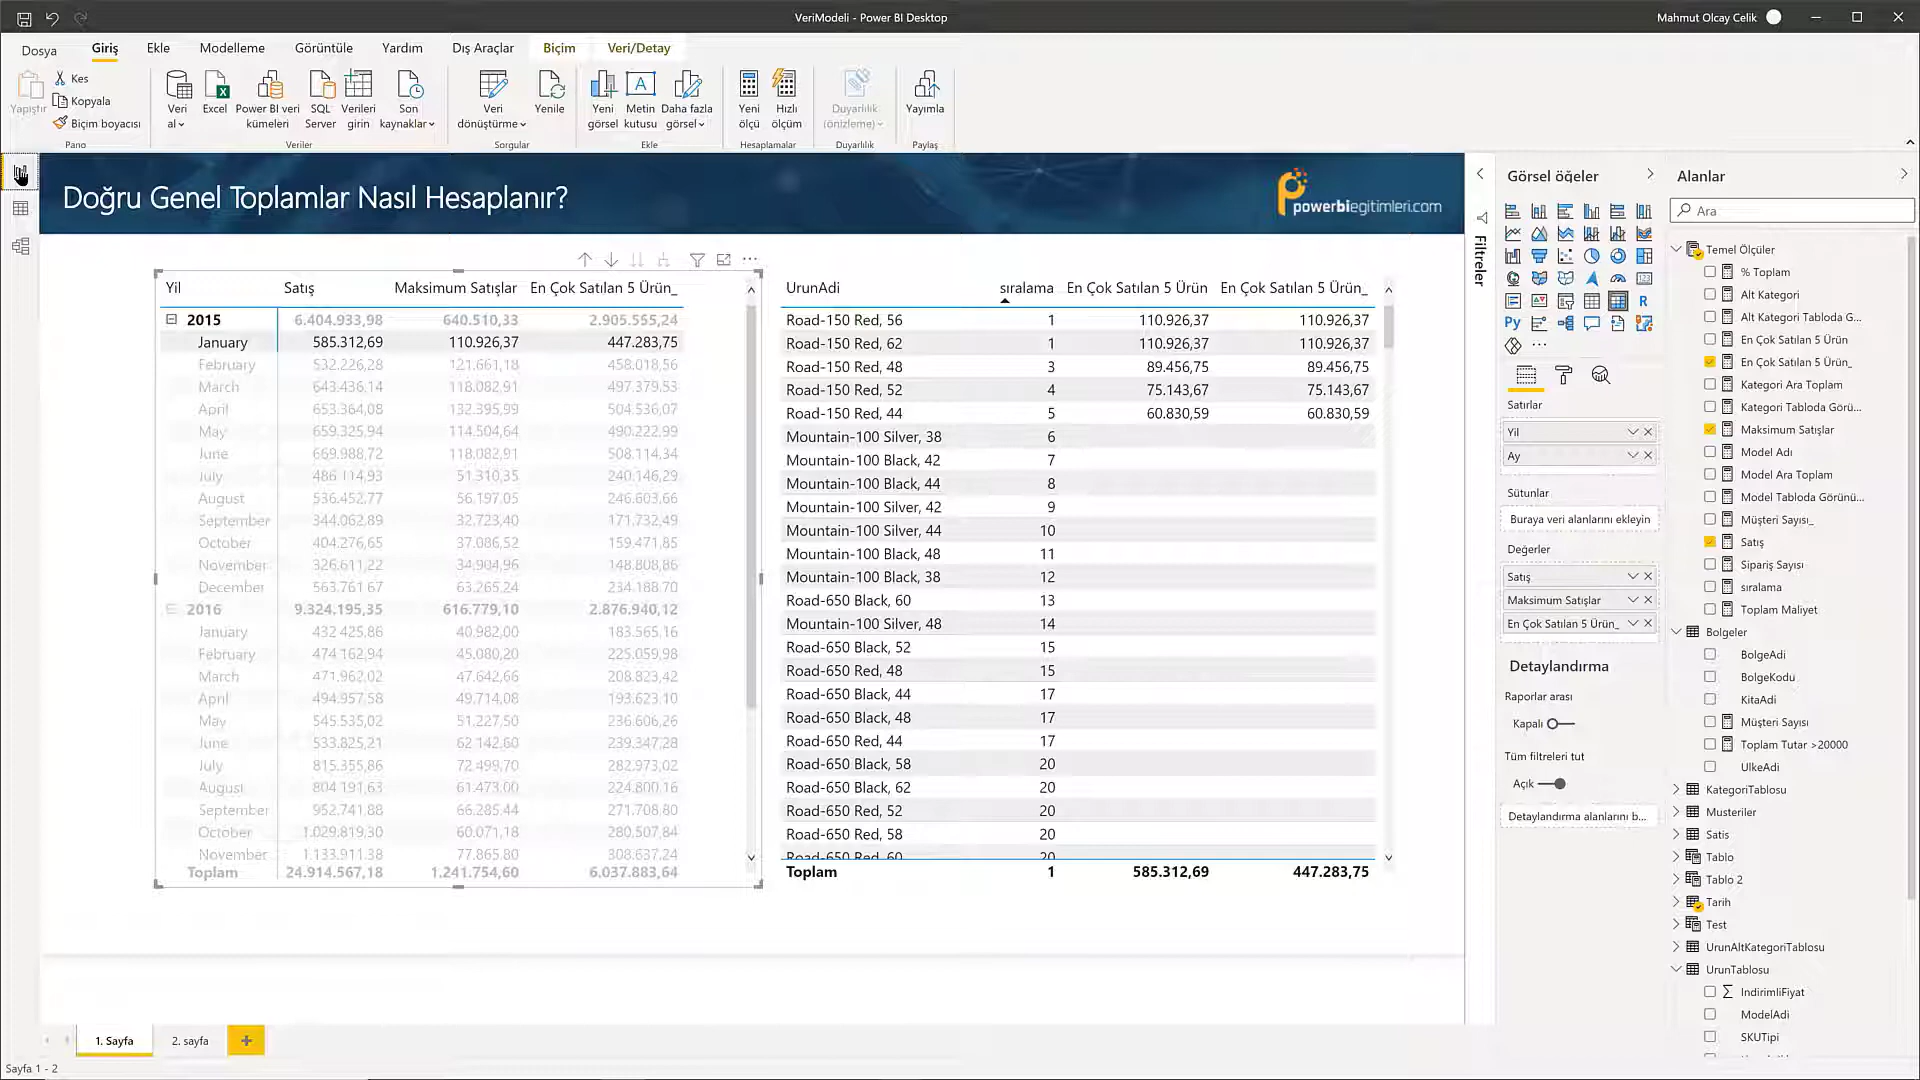 VeriModeli - Power BI Desktop
Mahmut Olcay Celik
Dosya Giriş Ekle Modelleme Görüntüle Yardım Dış Araçlar Biçim Veri/Detay
Yapıştır
Kes
Kopyala
Biçim boyacısı
Veri al
Excel
Power BI veri kümeleri
SQL Server
Verileri girin
Son kaynaklar
Veri dönüştürme
Yenile
Yeni görsel
Metin kutusu
Daha fazla görsel
Yeni ölçü
Hızlı ölçüm
Duyarlılık (önizleme)
Yayımla
Pano Veriler Sorgular Ekle Hesaplamalar Duyarlılık Paylaş
Doğru Genel Toplamlar Nasıl Hesaplanır?
powerbiegitimleri.com
Yil Satış Maksimum Satışlar En Çok Satılan 5 Ürün_
2015 6.404.933,98 640.510,33 2.905.555,24
January 585.312,69 110.926,37 447.283,75
February 532.226,28 121.661,18 458.018,56
March 643.436,14 118.082,91 497.379,53
April 653.364,08 132.395,99 504.536,07
May 659.325,94 114.504,64 490.222,99
June 669.988,72 118.082,91 508.114,34
July 486.114,93 51.310,35 240.146,29
August 536.452,77 56.197,05 246.603,66
September 344.062,89 32.723,40 171.732,49
October 404.276,65 37.086,52 159.471,85
November 326.611,22 34.904,96 148.808,86
December 563.761,67 63.265,24 234.188,70
2016 9.324.195,35 616.779,10 2.876.940,12
January 432.425,86 40.982,00 183.565,16
February 474.162,94 45.080,20 225.059,98
March 471.962,02 47.642,66 208.823,42
April 494.957,58 49.714,08 193.623,10
May 545.535,02 51.227,50 236.606,26
June 533.825,21 62.142,60 239.347,28
July 815.355,86 72.499,70 282.973,02
August 804.191,63 61.473,00 224.800,16
September 952.741,88 66.285,44 271.708,80
October 1.029.819,30 60.071,18 280.507,84
November 1.133.911,38 77.865,80 308.637,24
Toplam 24.914.567,18 1.241.754,60 6.037.883,64
UrunAdi sıralama En Çok Satılan 5 Ürün En Çok Satılan 5 Ürün_
Road-150 Red, 56 1 110.926,37 110.926,37
Road-150 Red, 62 1 110.926,37 110.926,37
Road-150 Red, 48 3 89.456,75 89.456,75
Road-150 Red, 52 4 75.143,67 75.143,67
Road-150 Red, 44 5 60.830,59 60.830,59
Mountain-100 Silver, 38 6
Mountain-100 Black, 42 7
Mountain-100 Black, 44 8
Mountain-100 Silver, 42 9
Mountain-100 Silver, 44 10
Mountain-100 Black, 48 11
Mountain-100 Black, 38 12
Road-650 Black, 60 13
Mountain-100 Silver, 48 14
Road-650 Black, 52 15
Road-650 Red, 48 15
Road-650 Black, 44 17
Road-650 Black, 48 17
Road-650 Red, 44 17
Road-650 Black, 58 20
Road-650 Black, 62 20
Road-650 Red, 52 20
Road-650 Red, 58 20
Road-650 Red, 60 20
Toplam 1 585.312,69 447.283,75
Filtreler
Görsel öğeler
R
Py
Satırlar
Yil
Ay
Sütunlar
Buraya veri alanlarını ekleyin
Değerler
Satış
Maksimum Satışlar
En Çok Satılan 5 Ürün_
Detaylandırma
Raporlar arası
Kapalı
Tüm filtreleri tut
Açık
Detaylandırma alanlarını b...
Alanlar
Ara
Temel Ölçüler
% Toplam
Alt Kategori
Alt Kategori Tabloda G...
En Çok Satılan 5 Ürün
En Çok Satılan 5 Ürün_
Kategori Ara Toplam
Kategori Tabloda Görü...
Maksimum Satışlar
Model Adı
Model Ara Toplam
Model Tabloda Görünü...
Müşteri Sayısı_
Satış
Sipariş Sayısı
sıralama
Toplam Maliyet
Bolgeler
BolgeAdi
BolgeKodu
KitaAdi
Müşteri Sayısı
Toplam Tutar >20000
UlkeAdi
KategoriTablosu
Musteriler
Satis
Tablo
Tablo 2
Tarih
Test
UrunAltKategoriTablosu
UrunTablosu
IndirimliFiyat
ModelAdi
SKUTipi
1. Sayfa
2. sayfa
Sayfa 1 - 2